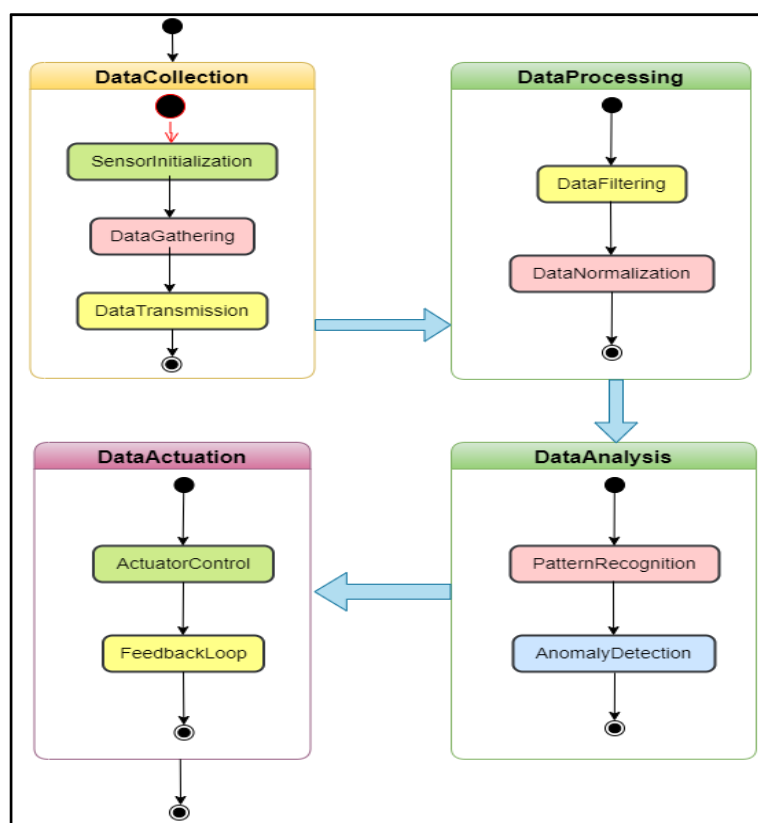 DataCollection
SensorInitialization
DataGathering
DataTransmission
DataProcessing
DataFiltering
DataNormalization
DataAnalysis
PatternRecognition
AnomalyDetection
DataActuation
ActuatorControl
FeedbackLoop